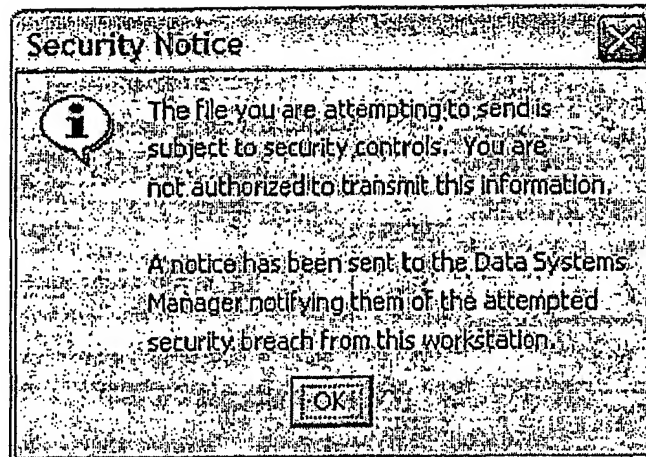 Security Notice
The file you are attempting to send is
subject to security controls. You are
not authorized to transmit this information.
A notice has been sent to the Data Systems
Manager notifying them of the attempted
security breach from this workstation.
OK